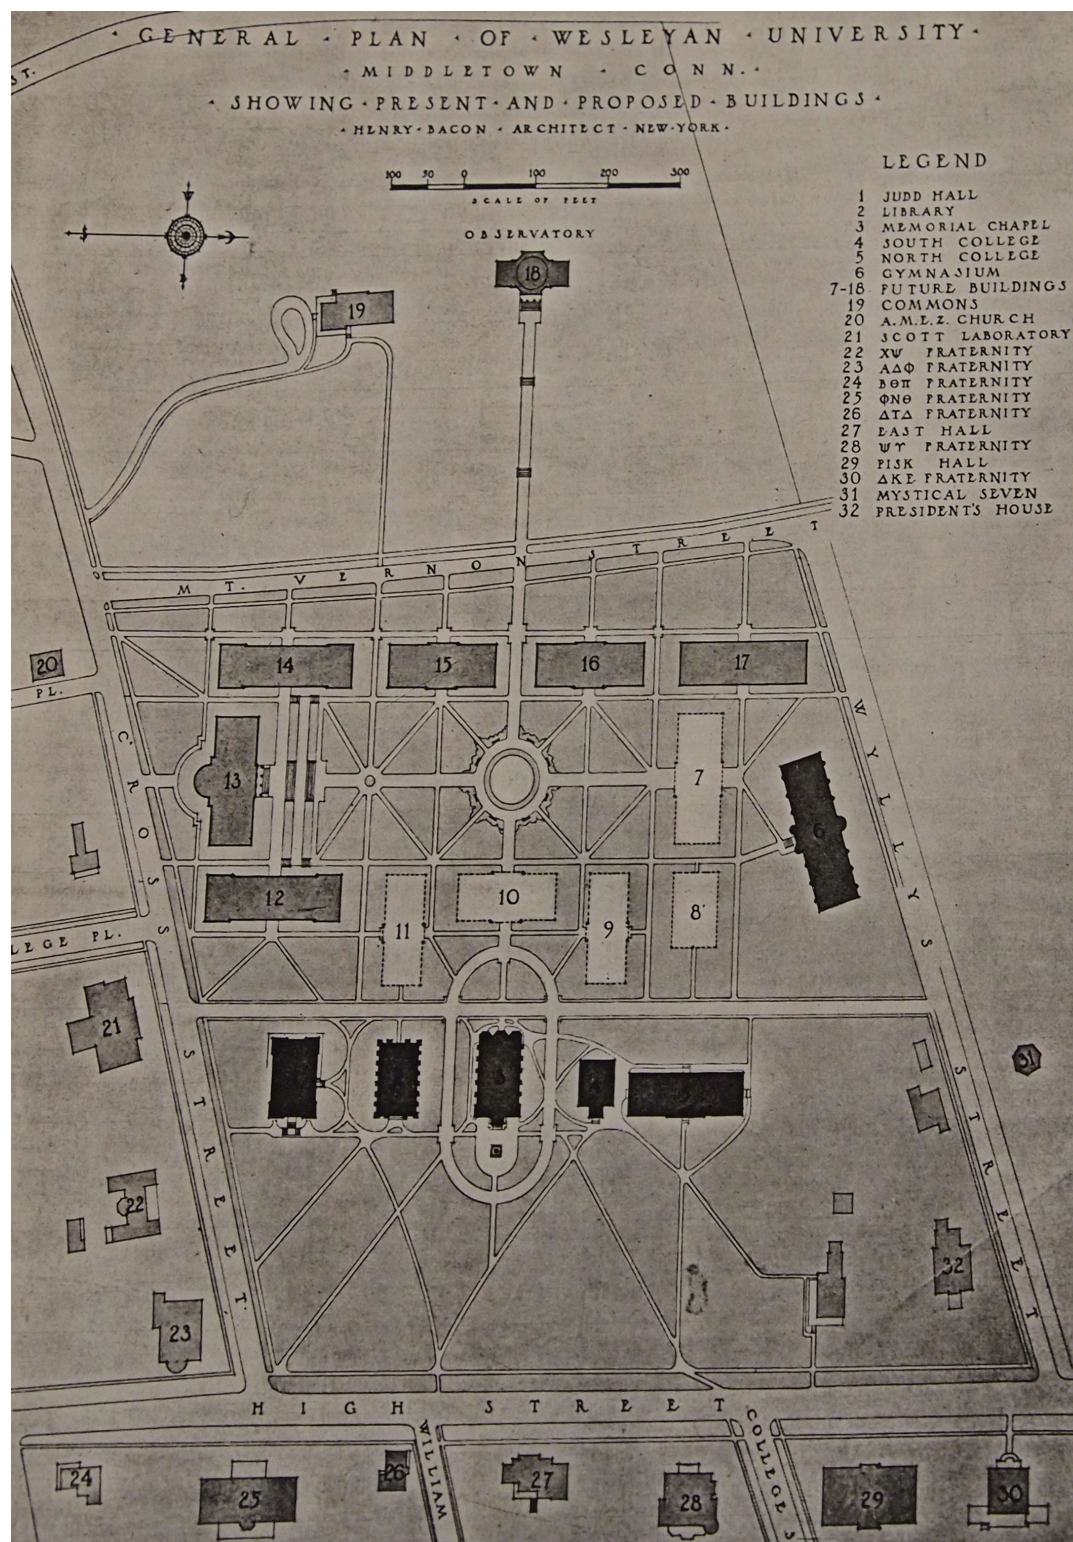 ST.
· GENERAL · PLAN · OF · WESLEYAN · UNIVERSITY ·
· MIDDLETOWN · CONN. ·
· SHOWING · PRESENT · AND · PROPOSED · BUILDINGS ·
· HENRY · BACON · ARCHITECT · NEW · YORK ·
100 50 0 100 200 300
SCALE OF FEET
OBSERVATORY
LEGEND
1 JUDD HALL
2 LIBRARY
3 MEMORIAL CHAPEL
4 SOUTH COLLEGE
5 NORTH COLLEGE
6 GYMNASIUM
7-18 FUTURE BUILDINGS
19 COMMONS
20 A.M.E.Z. CHURCH
21 SCOTT LABORATORY
22 ΧΨ FRATERNITY
23 ΑΔΦ FRATERNITY
24 ΒΘΠ FRATERNITY
25 ΦΝΘ FRATERNITY
26 ΔΤΔ FRATERNITY
27 EAST HALL
28 ΨΥ FRATERNITY
29 FISK HALL
30 ΔΚΕ FRATERNITY
31 MYSTICAL SEVEN
32 PRESIDENT'S HOUSE
18
19
MT. VERNON STREET
20
PL.
14 15 16 17
13
7
6
12
11
10
9
8
CROSS STREET
WYLLYS STREET
LEGE PL.
21
31
22
23
32
HIGH STREET
WILLIAM
COLLEGE S
24
25
26
27
28
29
30